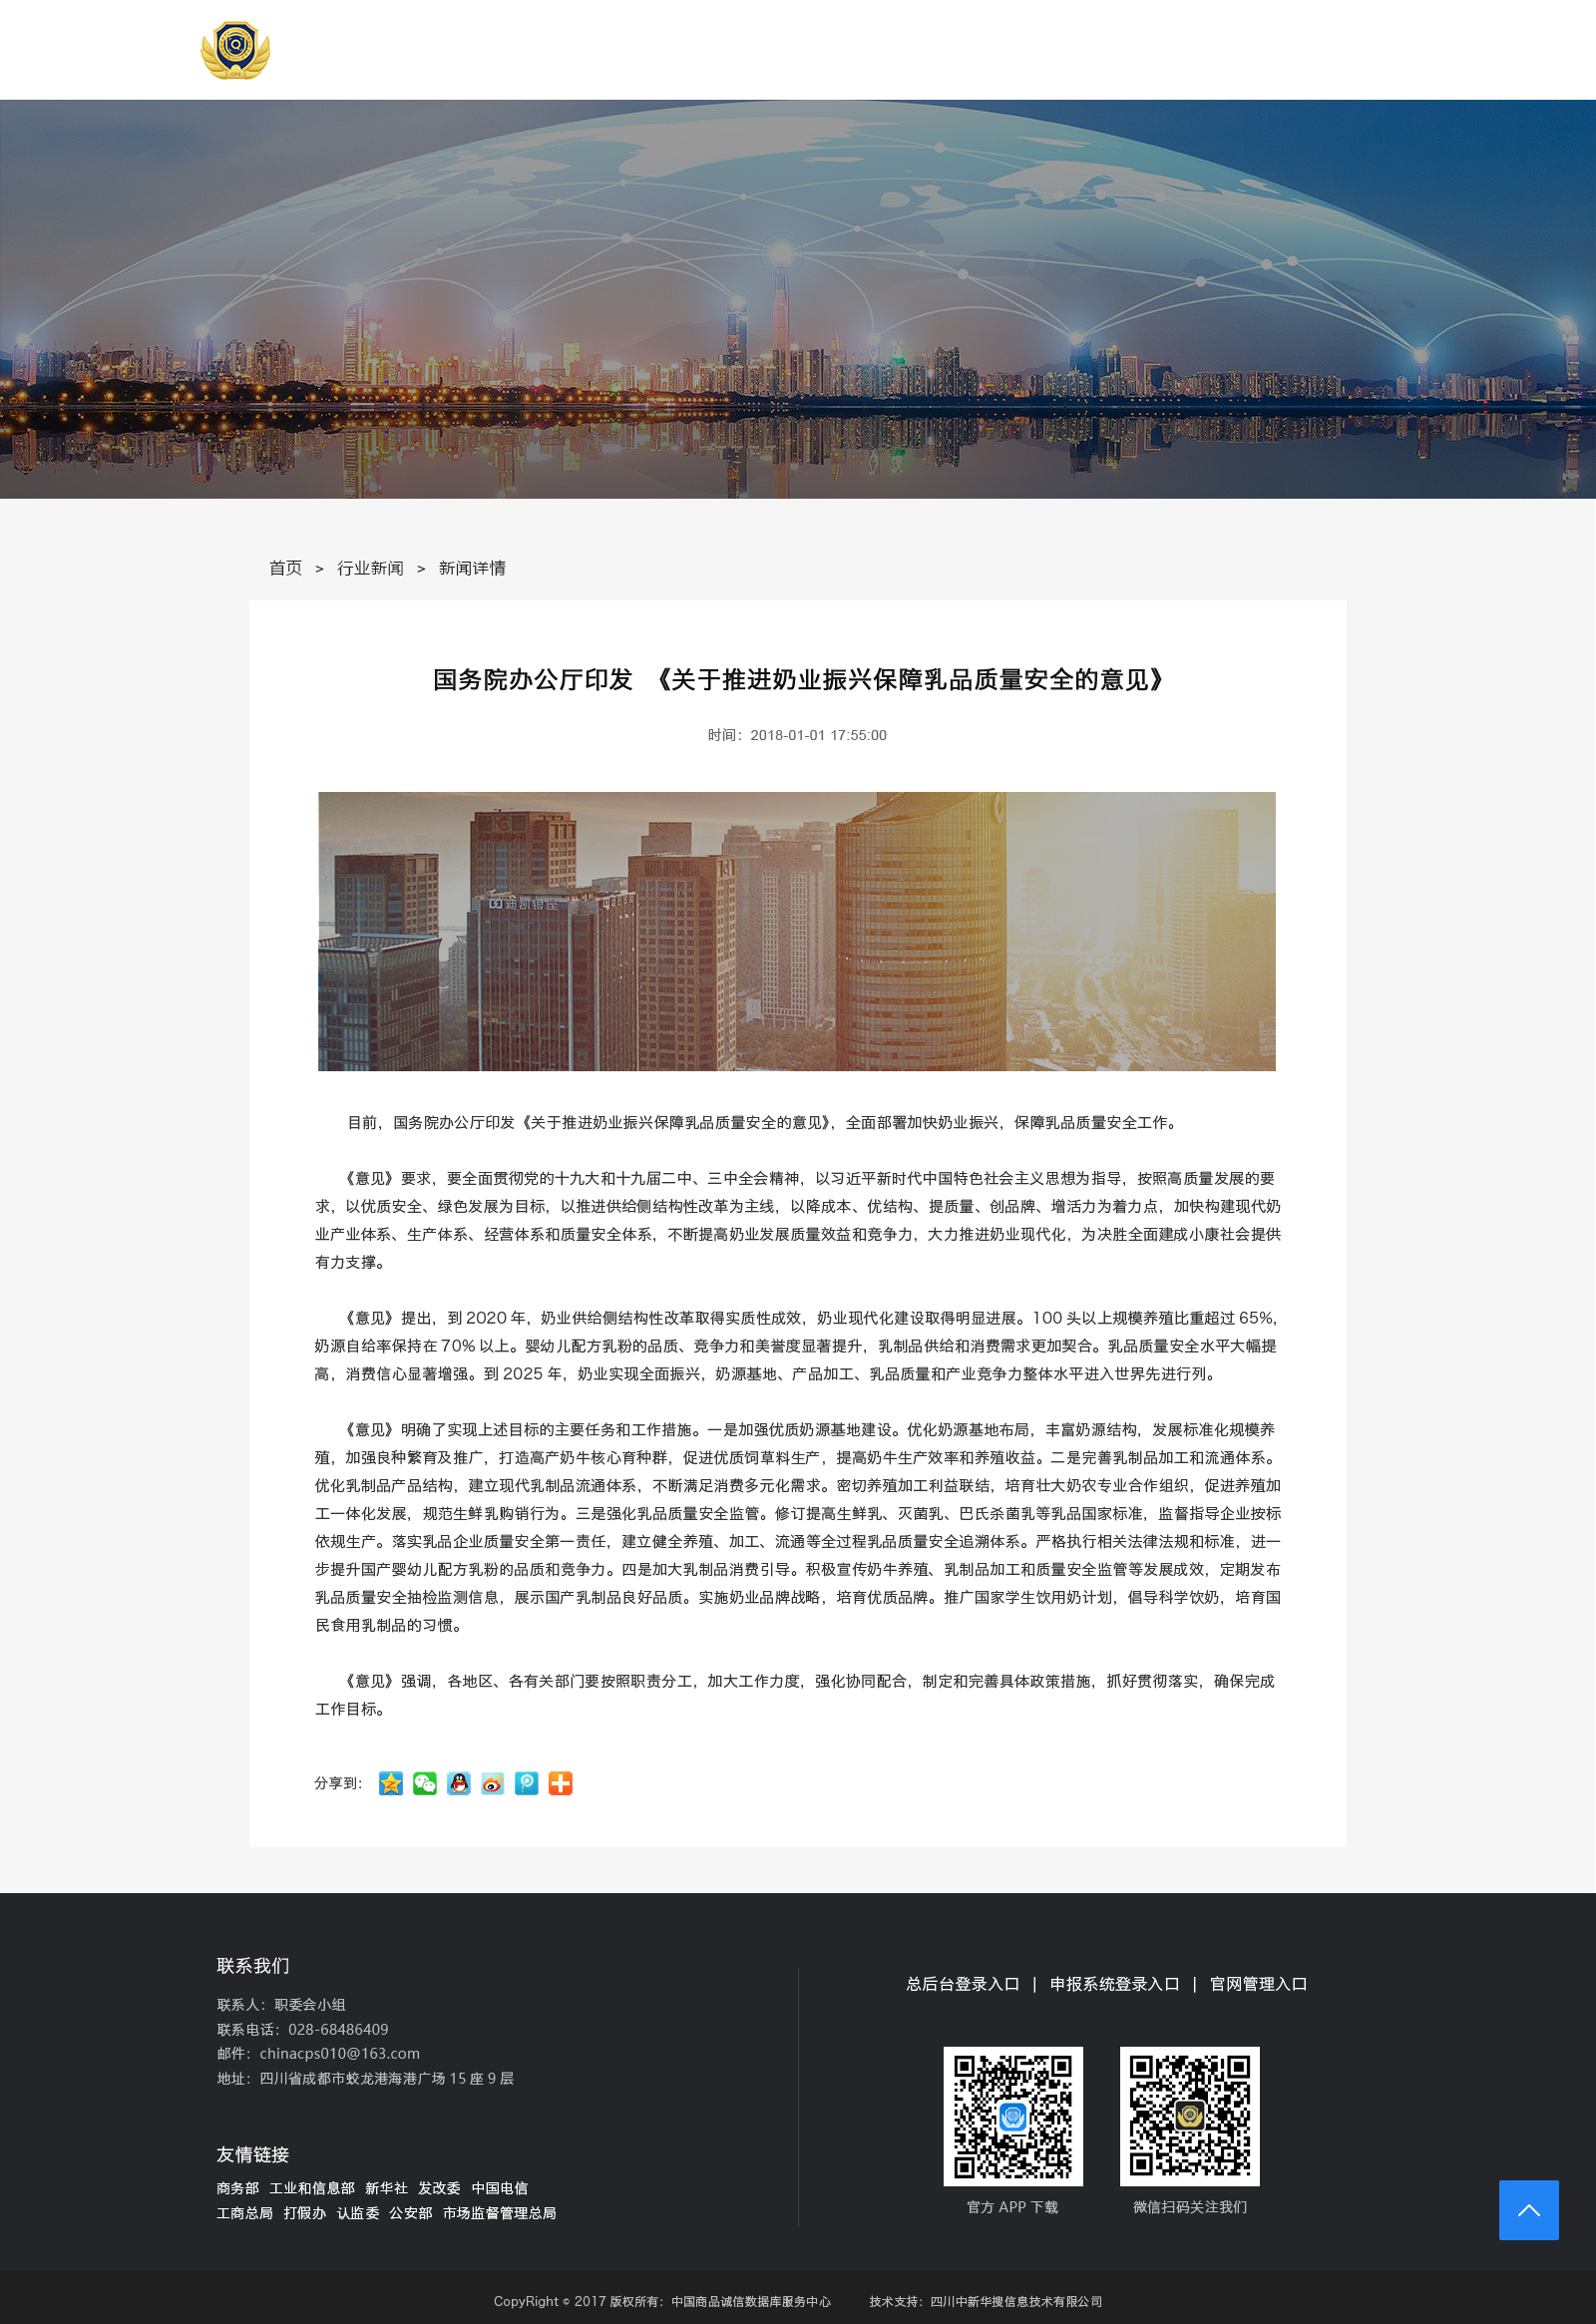 CPS
首页 > 行业新闻 > 新闻详情
国务院办公厅印发 《关于推进奶业振兴保障乳品质量安全的意见》
时间：2018-01-01 17:55:00
迪凯银座
目前，国务院办公厅印发《关于推进奶业振兴保障乳品质量安全的意见》，全面部署加快奶业振兴，保障乳品质量安全工作。
《意见》要求，要全面贯彻党的十九大和十九届二中、三中全会精神，以习近平新时代中国特色社会主义思想为指导，按照高质量发展的要
求，以优质安全、绿色发展为目标，以推进供给侧结构性改革为主线，以降成本、优结构、提质量、创品牌、增活力为着力点，加快构建现代奶
业产业体系、生产体系、经营体系和质量安全体系，不断提高奶业发展质量效益和竞争力，大力推进奶业现代化，为决胜全面建成小康社会提供
有力支撑。
《意见》提出，到 2020 年，奶业供给侧结构性改革取得实质性成效，奶业现代化建设取得明显进展。100 头以上规模养殖比重超过 65%，
奶源自给率保持在 70% 以上。婴幼儿配方乳粉的品质、竞争力和美誉度显著提升，乳制品供给和消费需求更加契合。乳品质量安全水平大幅提
高，消费信心显著增强。到 2025 年，奶业实现全面振兴，奶源基地、产品加工、乳品质量和产业竞争力整体水平进入世界先进行列。
《意见》明确了实现上述目标的主要任务和工作措施。一是加强优质奶源基地建设。优化奶源基地布局，丰富奶源结构，发展标准化规模养
殖，加强良种繁育及推广，打造高产奶牛核心育种群，促进优质饲草料生产，提高奶牛生产效率和养殖收益。二是完善乳制品加工和流通体系。
优化乳制品产品结构，建立现代乳制品流通体系，不断满足消费多元化需求。密切养殖加工利益联结，培育壮大奶农专业合作组织，促进养殖加
工一体化发展，规范生鲜乳购销行为。三是强化乳品质量安全监管。修订提高生鲜乳、灭菌乳、巴氏杀菌乳等乳品国家标准，监督指导企业按标
依规生产。落实乳品企业质量安全第一责任，建立健全养殖、加工、流通等全过程乳品质量安全追溯体系。严格执行相关法律法规和标准，进一
步提升国产婴幼儿配方乳粉的品质和竞争力。四是加大乳制品消费引导。积极宣传奶牛养殖、乳制品加工和质量安全监管等发展成效，定期发布
乳品质量安全抽检监测信息，展示国产乳制品良好品质。实施奶业品牌战略，培育优质品牌。推广国家学生饮用奶计划，倡导科学饮奶，培育国
民食用乳制品的习惯。
《意见》强调，各地区、各有关部门要按照职责分工，加大工作力度，强化协同配合，制定和完善具体政策措施，抓好贯彻落实，确保完成
工作目标。
分享到：
联系我们
联系人：职委会小组
联系电话：028-68486409
邮件：chinacps010@163.com
地址：四川省成都市蛟龙港海港广场 15 座 9 层
友情链接
商务部 工业和信息部 新华社 发改委 中国电信
工商总局 打假办 认监委 公安部 市场监督管理总局
总后台登录入口 | 申报系统登录入口 | 官网管理入口
官方 APP 下载 微信扫码关注我们
CopyRight © 2017 版权所有：中国商品诚信数据库服务中心 技术支持：四川中新华搜信息技术有限公司